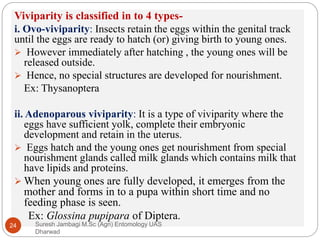 Viviparity is classified in to 4 types-
i. Ovo-viviparity: Insects retain the eggs within the genital track
until the eggs are ready to hatch (or) giving birth to young ones.
➢ However immediately after hatching , the young ones will be
released outside.
➢ Hence, no special structures are developed for nourishment.
Ex: Thysanoptera
ii. Adenoparous viviparity: It is a type of viviparity where the
eggs have sufficient yolk, complete their embryonic
development and retain in the uterus.
➢ Eggs hatch and the young ones get nourishment from special
nourishment glands called milk glands which contains milk that
have lipids and proteins.
➢ When young ones are fully developed, it emerges from the
mother and forms in to a pupa within short time and no
feeding phase is seen.
Ex: Glossina pupipara of Diptera.
24
Suresh Jambagi M.Sc (Agri) Entomology UAS
Dharwad